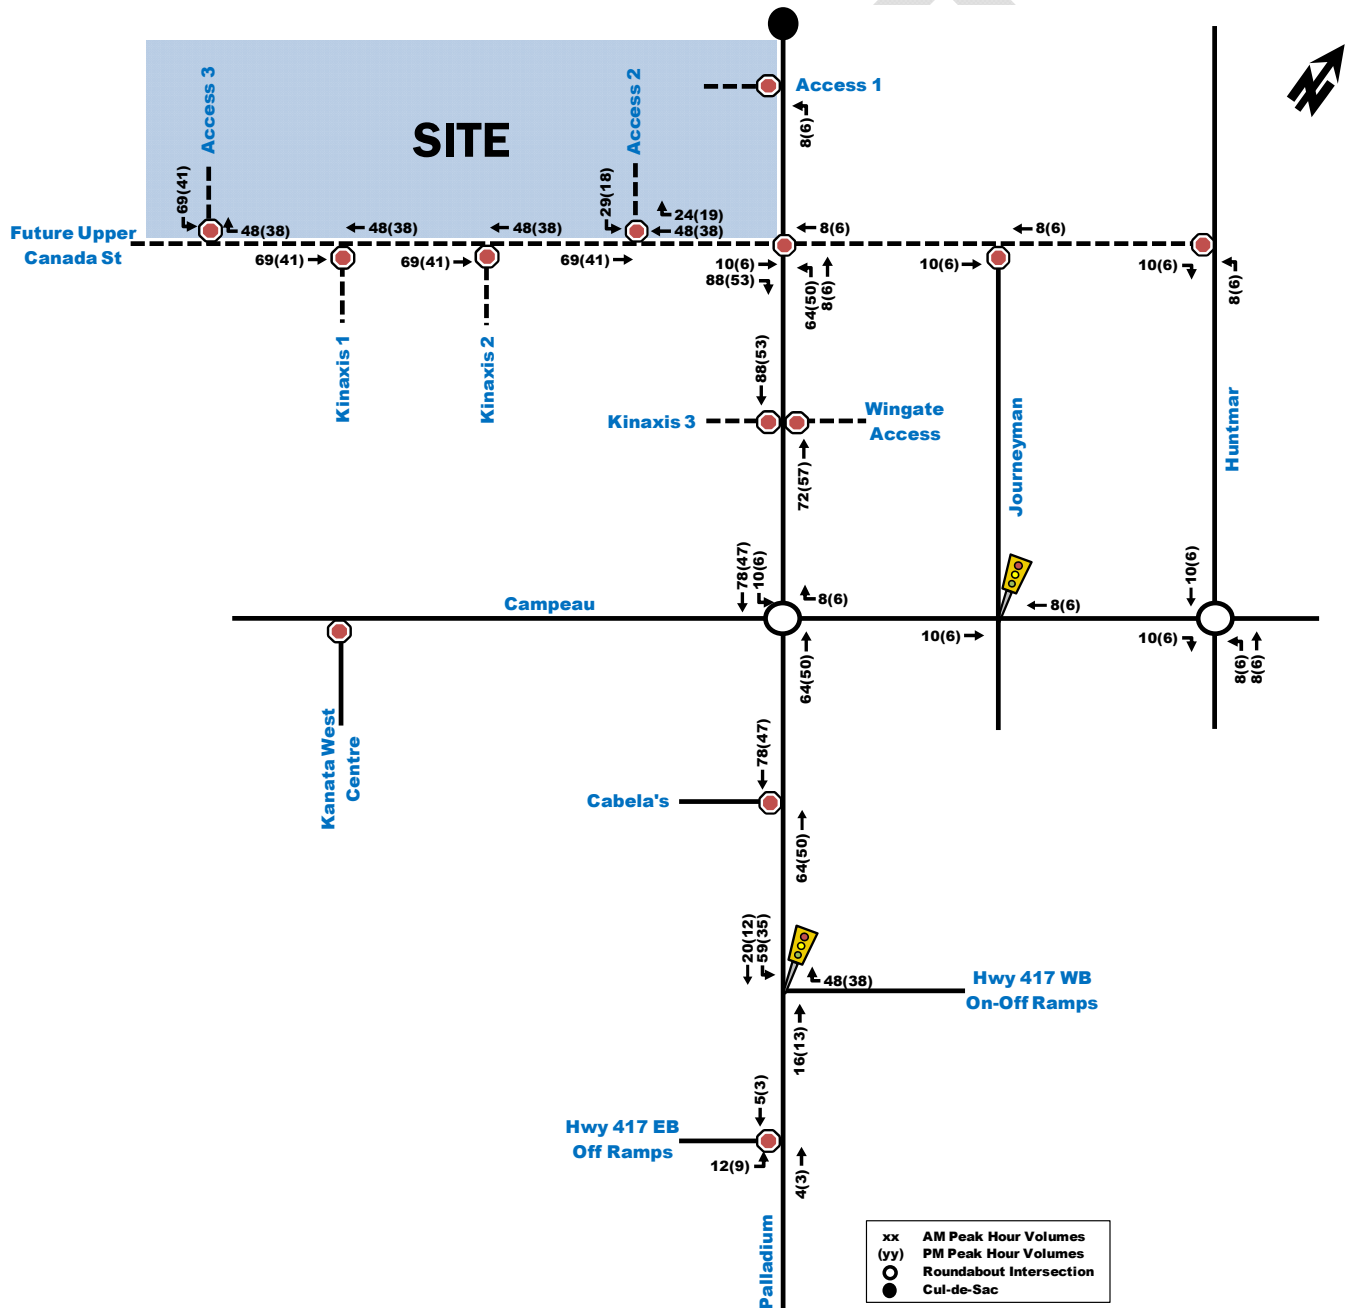 Access 1
8(6)
Access 3
Access 2
SITE
69(41)
48(38)
48(38)
48(38)
29(18)
24(19)
48(38)
8(6)
8(6)
Future Upper
Canada St
69(41)
69(41)
69(41)
10(6)
88(53)
64(50)
8(6)
10(6)
10(6)
8(6)
Kinaxis 1
Kinaxis 2
88(53)
Kinaxis 3
Wingate
Access
72(57)
Journeyman
Huntmar
78(47)
10(6)
8(6)
Campeau
64(50)
8(6)
10(6)
10(6)
10(6)
8(6)
8(6)
Kanata West
Centre
78(47)
Cabela's
64(50)
20(12)
59(35)
48(38)
Hwy 417 WB
On-Off Ramps
16(13)
5(3)
Hwy 417 EB
Off Ramps
12(9)
4(3)
Palladium
xx AM Peak Hour Volumes
(yy) PM Peak Hour Volumes
Roundabout Intersection
Cul-de-Sac